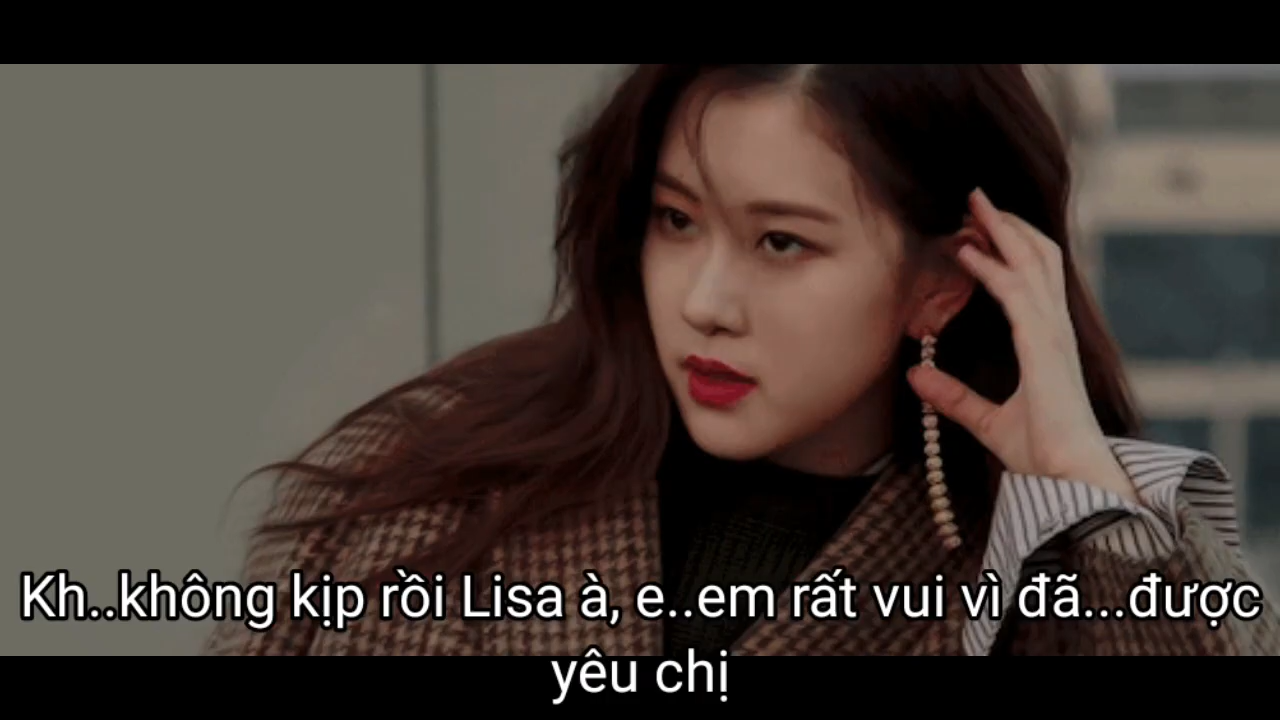 Kh..không kịp rồi Lisa à, e..em rất vui vì đã...được
yêu chị